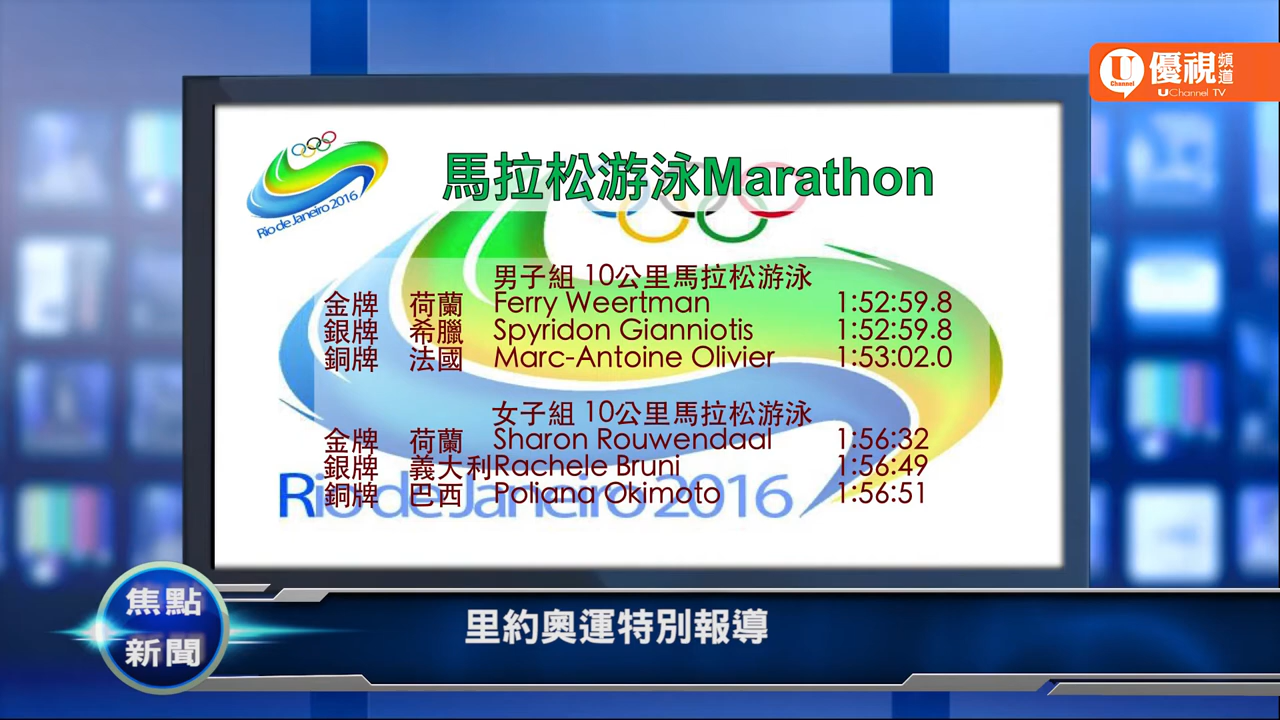 U Channel 優視頻道
UChannel TV
Rio de Janeiro 2016
馬拉松游泳Marathon
男子組 10公里馬拉松游泳
金牌 荷蘭 Ferry Weertman 1:52:59.8
銀牌 希臘 Spyridon Gianniotis 1:52:59.8
銅牌 法國 Marc-Antoine Olivier 1:53:02.0
女子組 10公里馬拉松游泳
金牌 荷蘭 Sharon Rouwendaal 1:56:32
銀牌 義大利Rachele Bruni 1:56:49
銅牌 巴西 Poliana Okimoto 1:56:51
Rio de Janeiro 2016
焦點
新聞
里約奧運特別報導